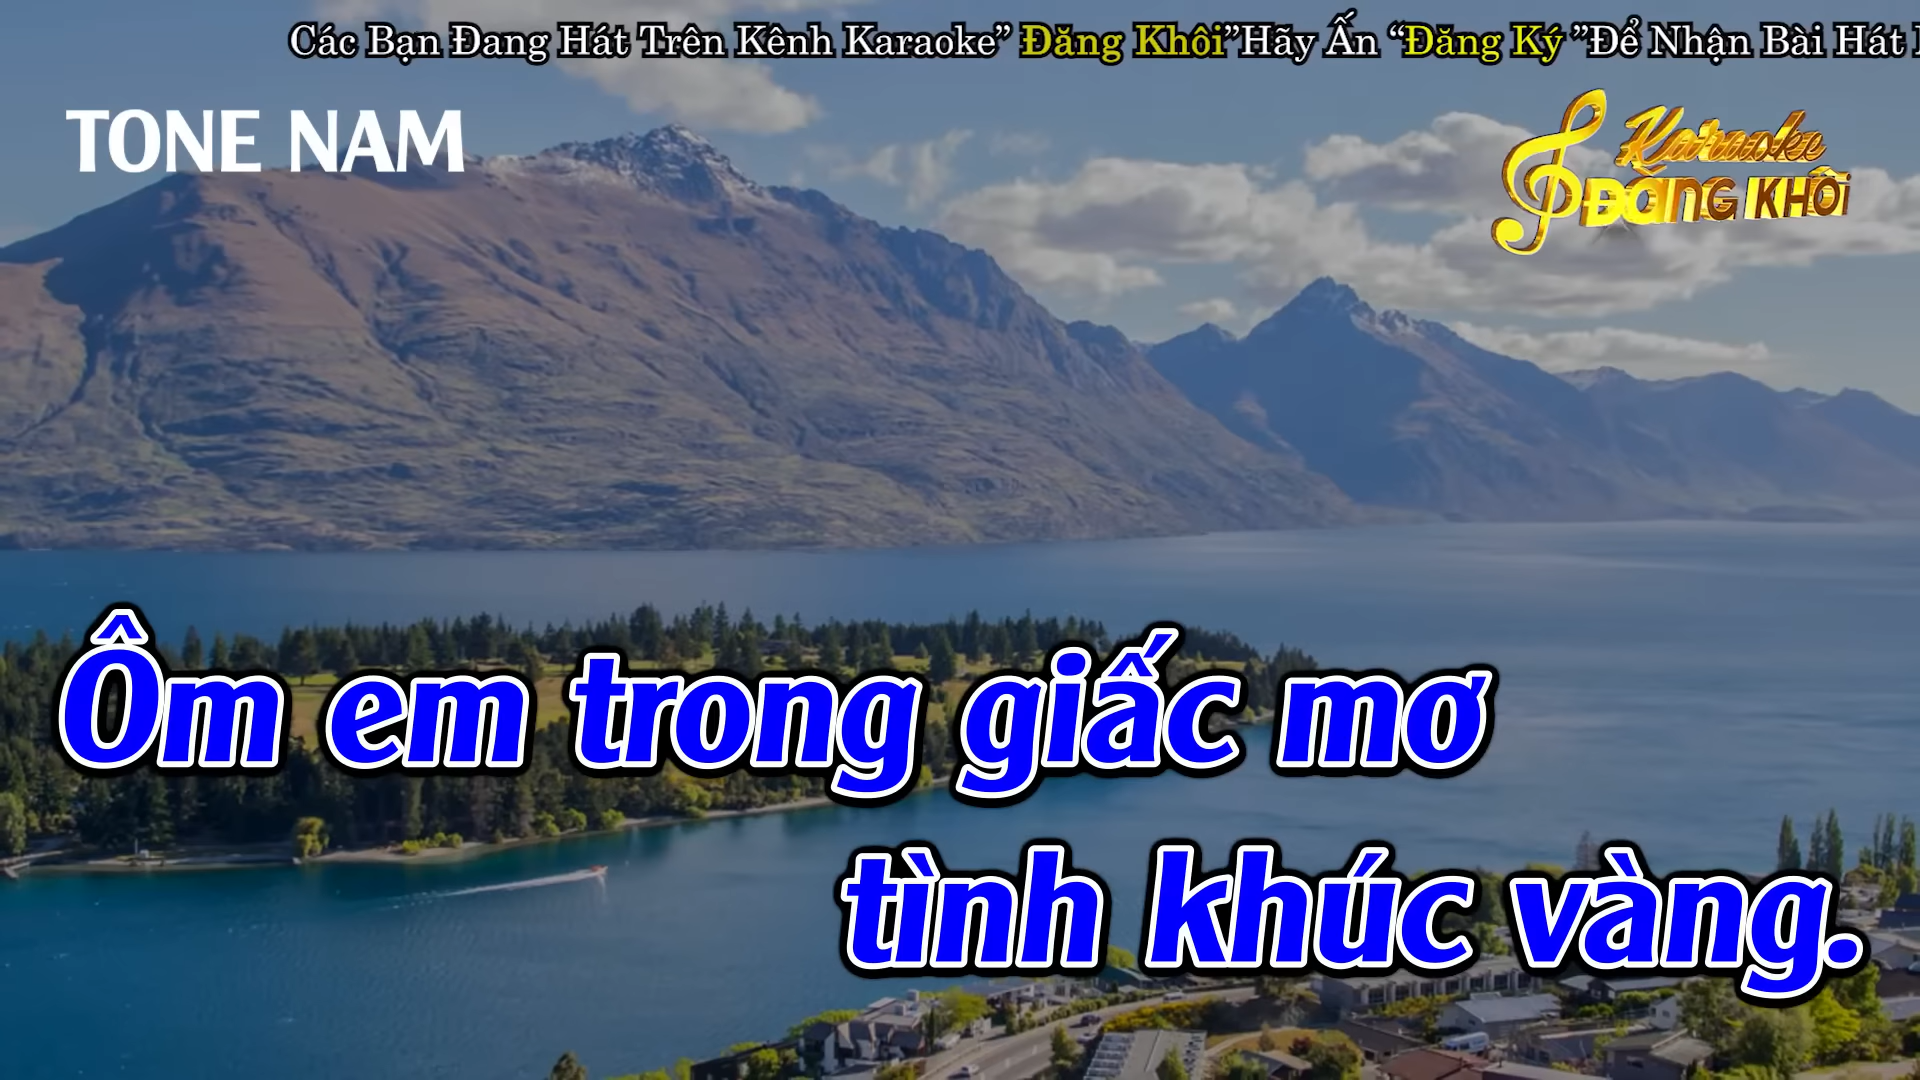 Các Bạn Đang Hát Trên Kênh Karaoke” Đăng Khôi”Hãy Ấn “Đăng Ký ”Để Nhận Bài Hát
TONE NAM
Karaoke
ĐĂNG KHÔI
Ôm em trong giấc mơ
tình khúc vàng.